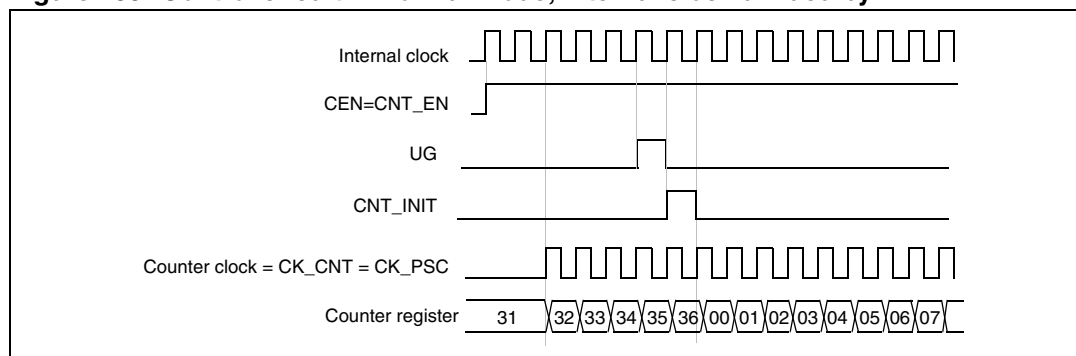 Internal clock
CEN=CNT_EN
UG
CNT_INIT
Counter clock = CK_CNT = CK_PSC
Counter register 31 32 33 34 35 36 00 01 02 03 04 05 06 07